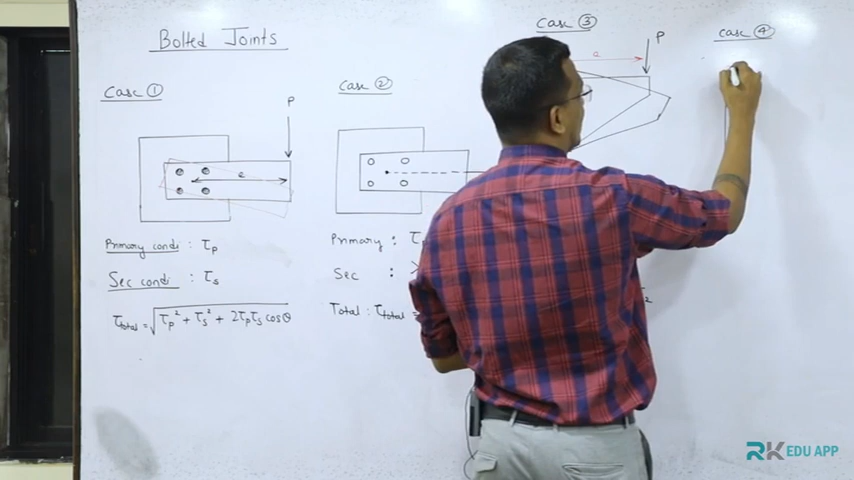 Bolted Joints
Case ①
P
e
Primary condi : τp
Sec condi : τs
τtotal = √τp² + τs² + 2τpτs cosθ
Case ②
Primary : τ
Sec :
Total : τtotal =
Case ③
e
P
2
Case ④
RK EDU APP